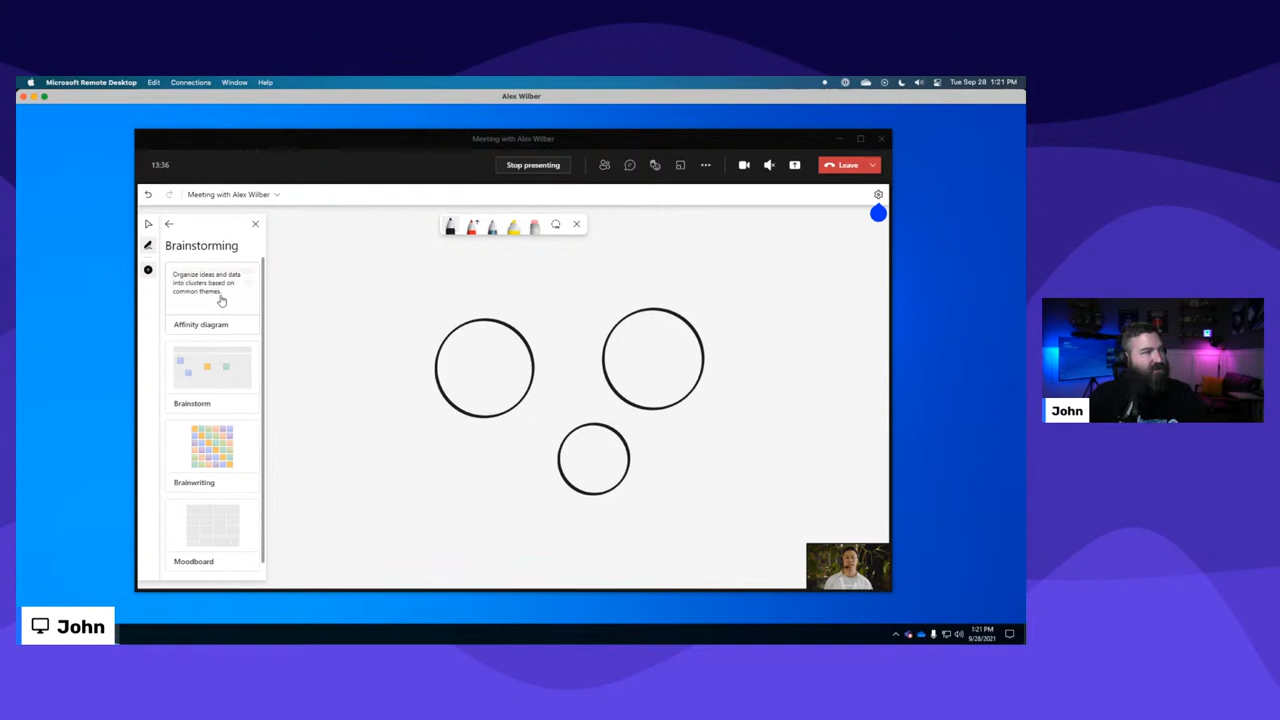 Microsoft Remote Desktop Edit Connections Window Help
Tue Sep 28 1:21 PM
Alex Wilber
Meeting with Alex Wilber
13:36
Stop presenting
Leave
Meeting with Alex Wilber
Brainstorming
Organize ideas and data
into clusters based on
common themes.
Affinity diagram
Brainstorm
Brainwriting
Moodboard
John
John
1:21 PM
9/28/2021